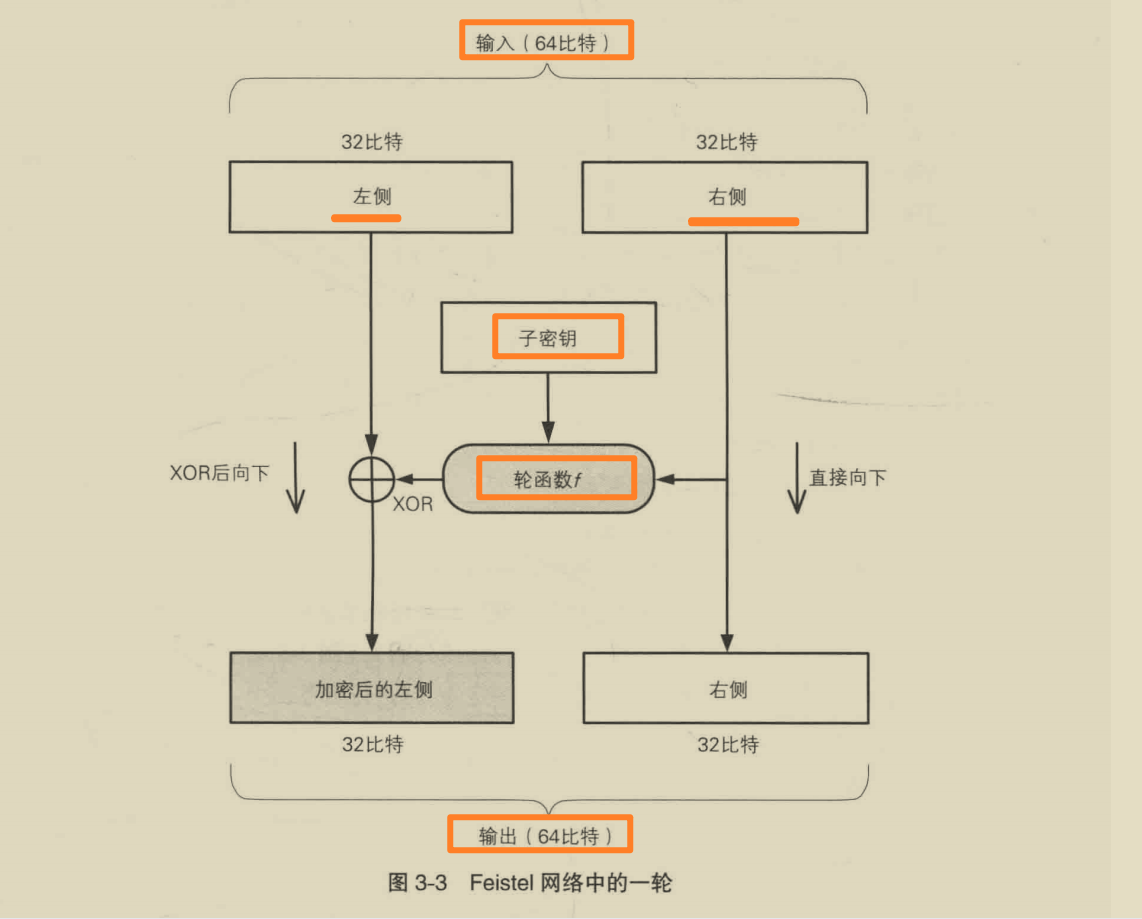 输入（64比特）
32比特
32比特
左侧
右侧
子密钥
XOR后向下
轮函数f
直接向下
XOR
加密后的左侧
右侧
32比特
32比特
输出（64比特）
图 3-3 Feistel 网络中的一轮